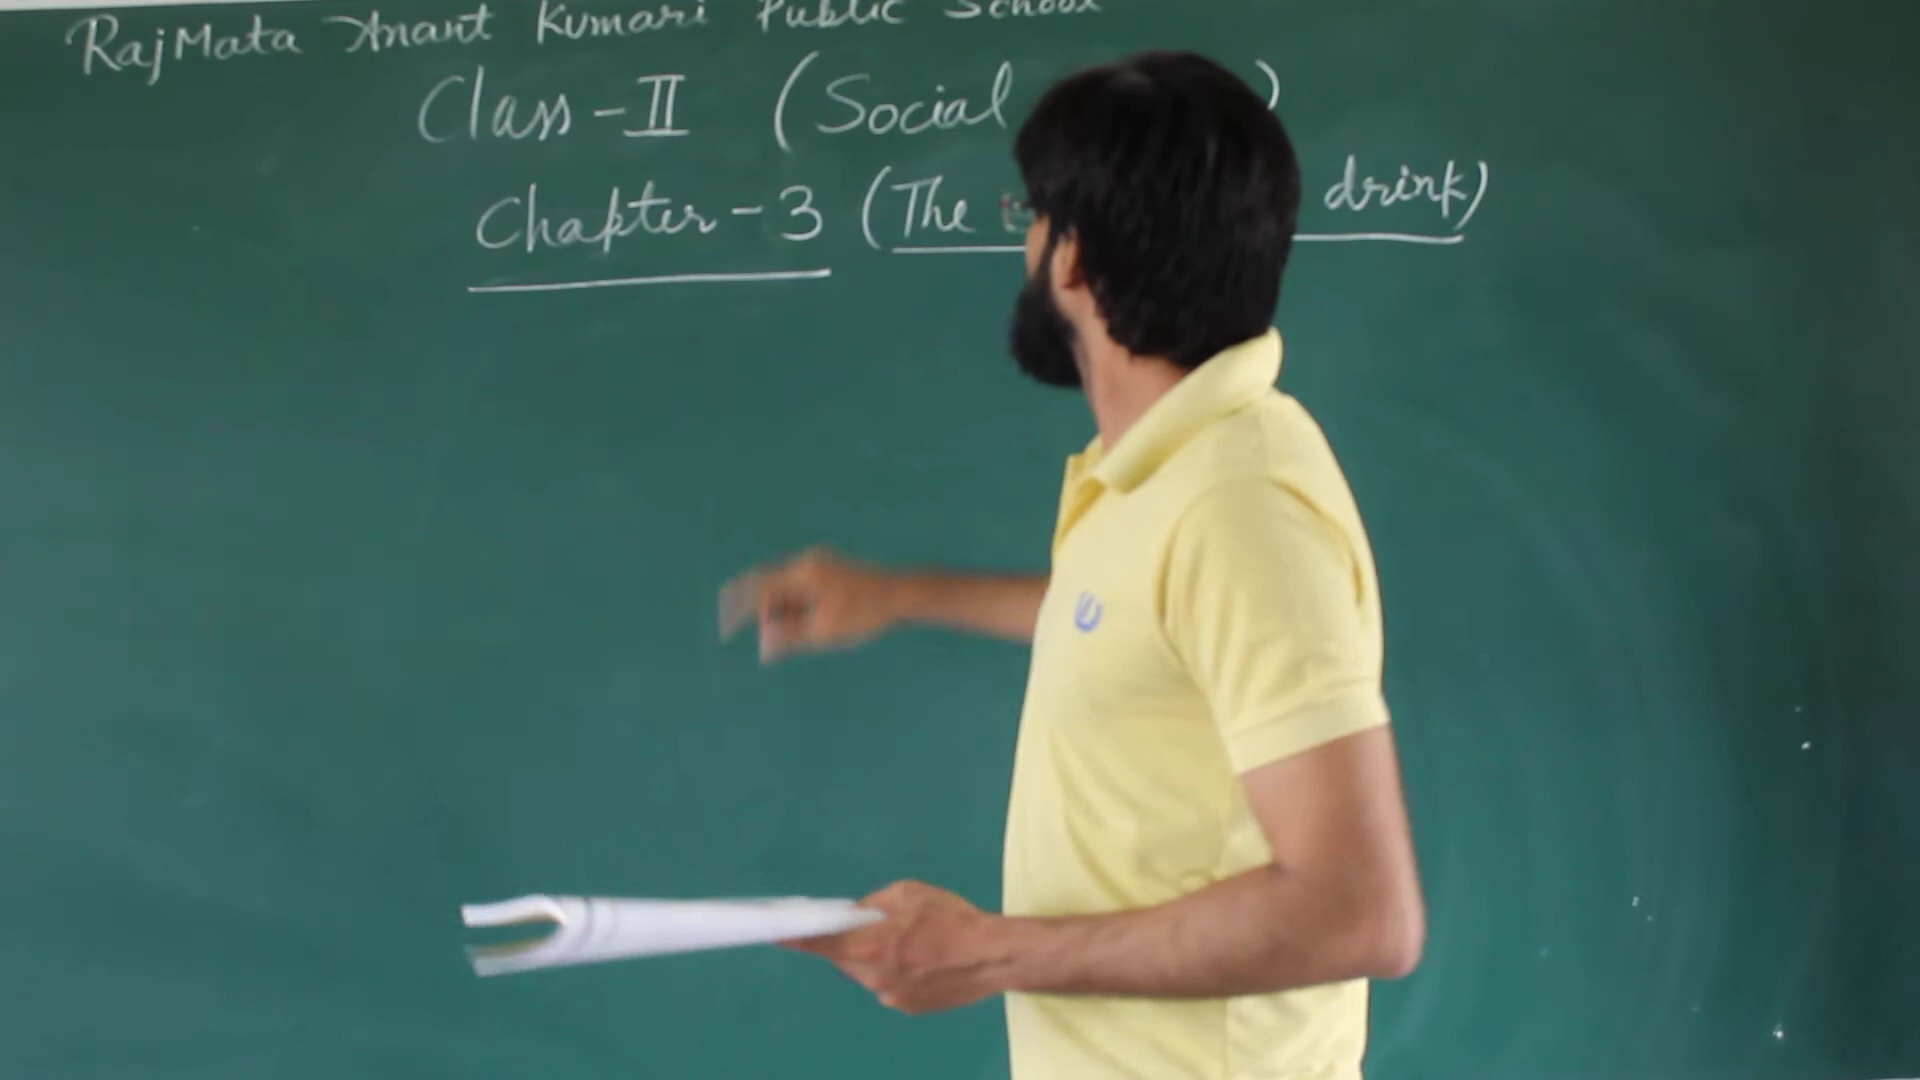 RajMata Anant Kumari Public School
Class-II (Social )
Chapter-3 (The drink)